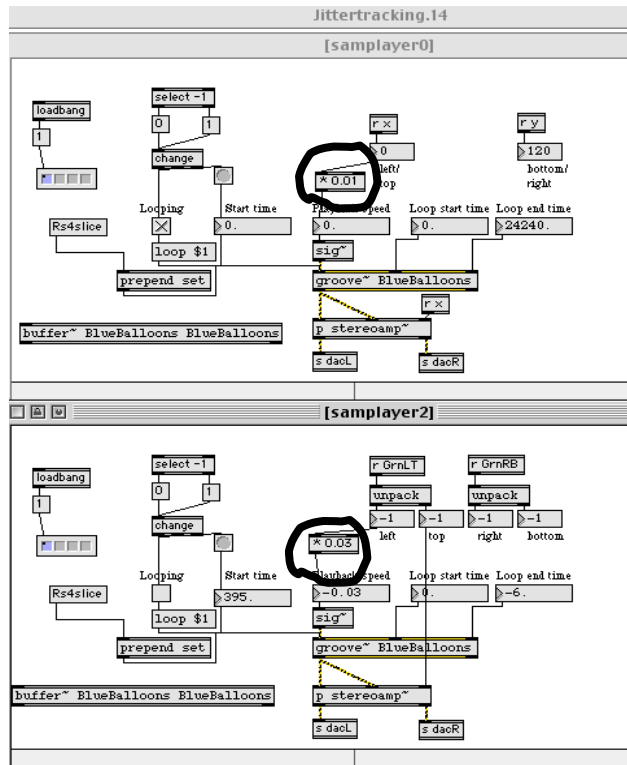 Jittertracking.14
[samplayer0]
loadbang
select -1
r x
r y
1
0
1
0
120
change
left/
top
bottom/
right
* 0.01
Looping
Start time
speed
Loop start time
Loop end time
Rs4slice
0.
0.
0.
24240.
loop $1
sig~
prepend set
groove~ BlueBalloons
r x
buffer~ BlueBalloons BlueBalloons
p stereoamp~
s dacL
s dacR
[samplayer2]
loadbang
select -1
r GrnLT
r GrnRB
1
0
1
unpack
unpack
change
-1
-1
-1
-1
left
top
right
bottom
* 0.03
Looping
Start time
Playback speed
Loop start time
Loop end time
Rs4slice
395.
-0.03
0.
-6.
loop $1
sig~
prepend set
groove~ BlueBalloons
buffer~ BlueBalloons BlueBalloons
p stereoamp~
s dacL
s dacR